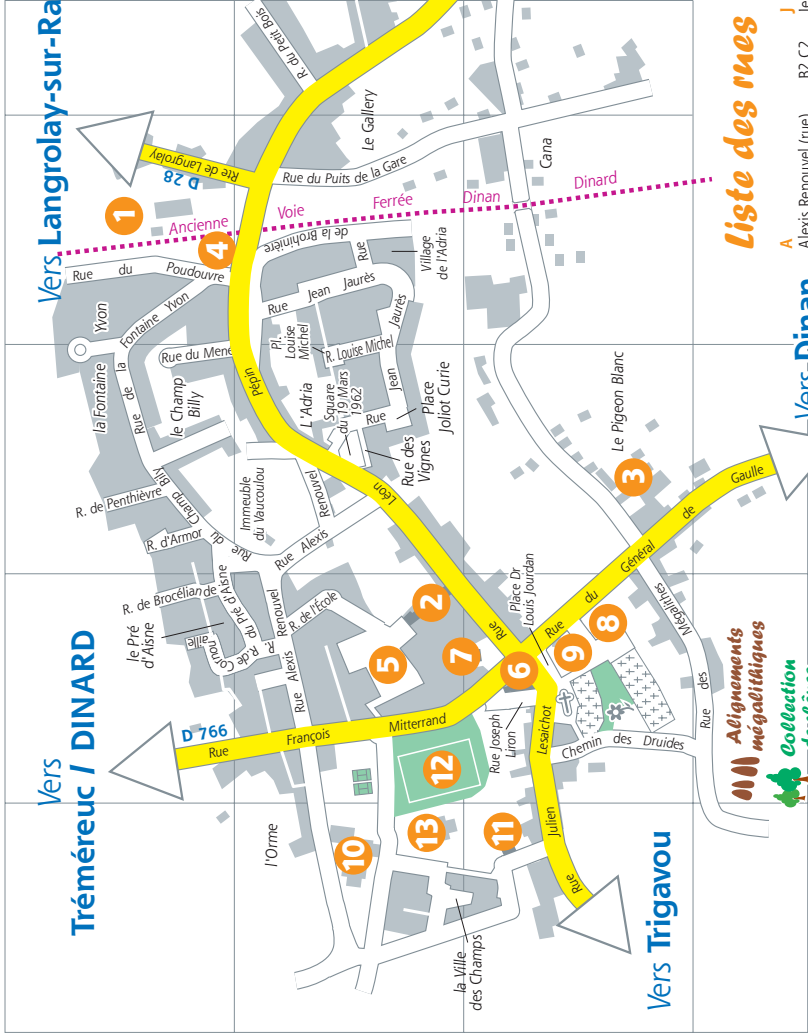 Vers Langrolay-sur-Ra
Vers
Tréméreuc / DINARD
Vers Trigavou
Vers Dinan
D 28
Rte de Langrolay
D 766
R. du Petit Bois
Le Gallery
Rue du Puits de la Gare
Cana
Ancienne Voie Ferrée Dinan Dinard
1
4
Rue du Poudouvre
la Fontaine Yvon
Rue de la Fontaine Yvon
Rue du Mene
le Champ
Billy
Rue de la Brohinière
Village
de l'Adria
Rue Jean Jaurès
Jean Jaurès
Pl.
Louise
Michel
R. Louise Michel
L'Adria
Square
du 19 Mars
1962
Rue
Place
Joliot Curie
Rue des
Vignes
Rue Léon Pépin
R. de Penthièvre
R. d'Armor
Rue du Champ Billy
Immeuble
du Vaucoulou
Rue Alexis Renouvel
R. de Brocéliande
le Pré
d'Aisne
R. du Pré d'Aisne
R. de Cornouaille
R. de l'École
Rue Alexis Renouvel
Le Pigeon Blanc
3
2
5
7
6
Place Dr
Louis Jourdan
Rue du Général de Gaulle
8
9
Rue des Mégalithes
Chemin des Druides
Rue François Mitterrand
Rue Joseph
Liron
Rue Julien Lesaichot
12
13
11
10
l'Orme
la Ville
des Champs
Alignements
mégalithiques
Collection
Liste des rues
A
Alexis Renouvel (rue) B2 C2
J